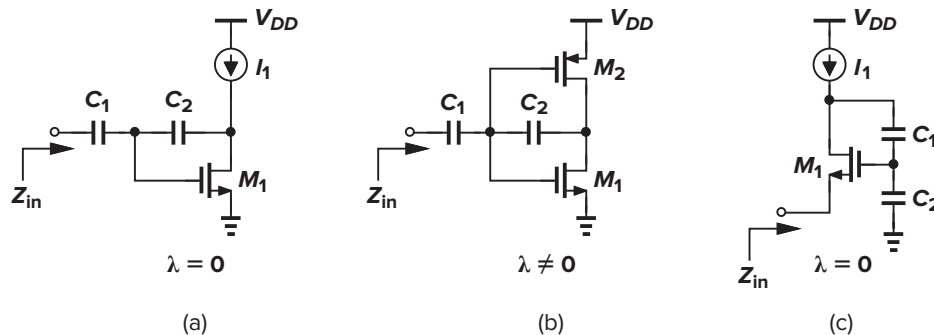 V_DD
I_1
C_1
C_2
M_1
Z_in
λ = 0
(a)
V_DD
M_2
C_1
C_2
M_1
Z_in
λ ≠ 0
(b)
V_DD
I_1
C_1
M_1
C_2
Z_in
λ = 0
(c)